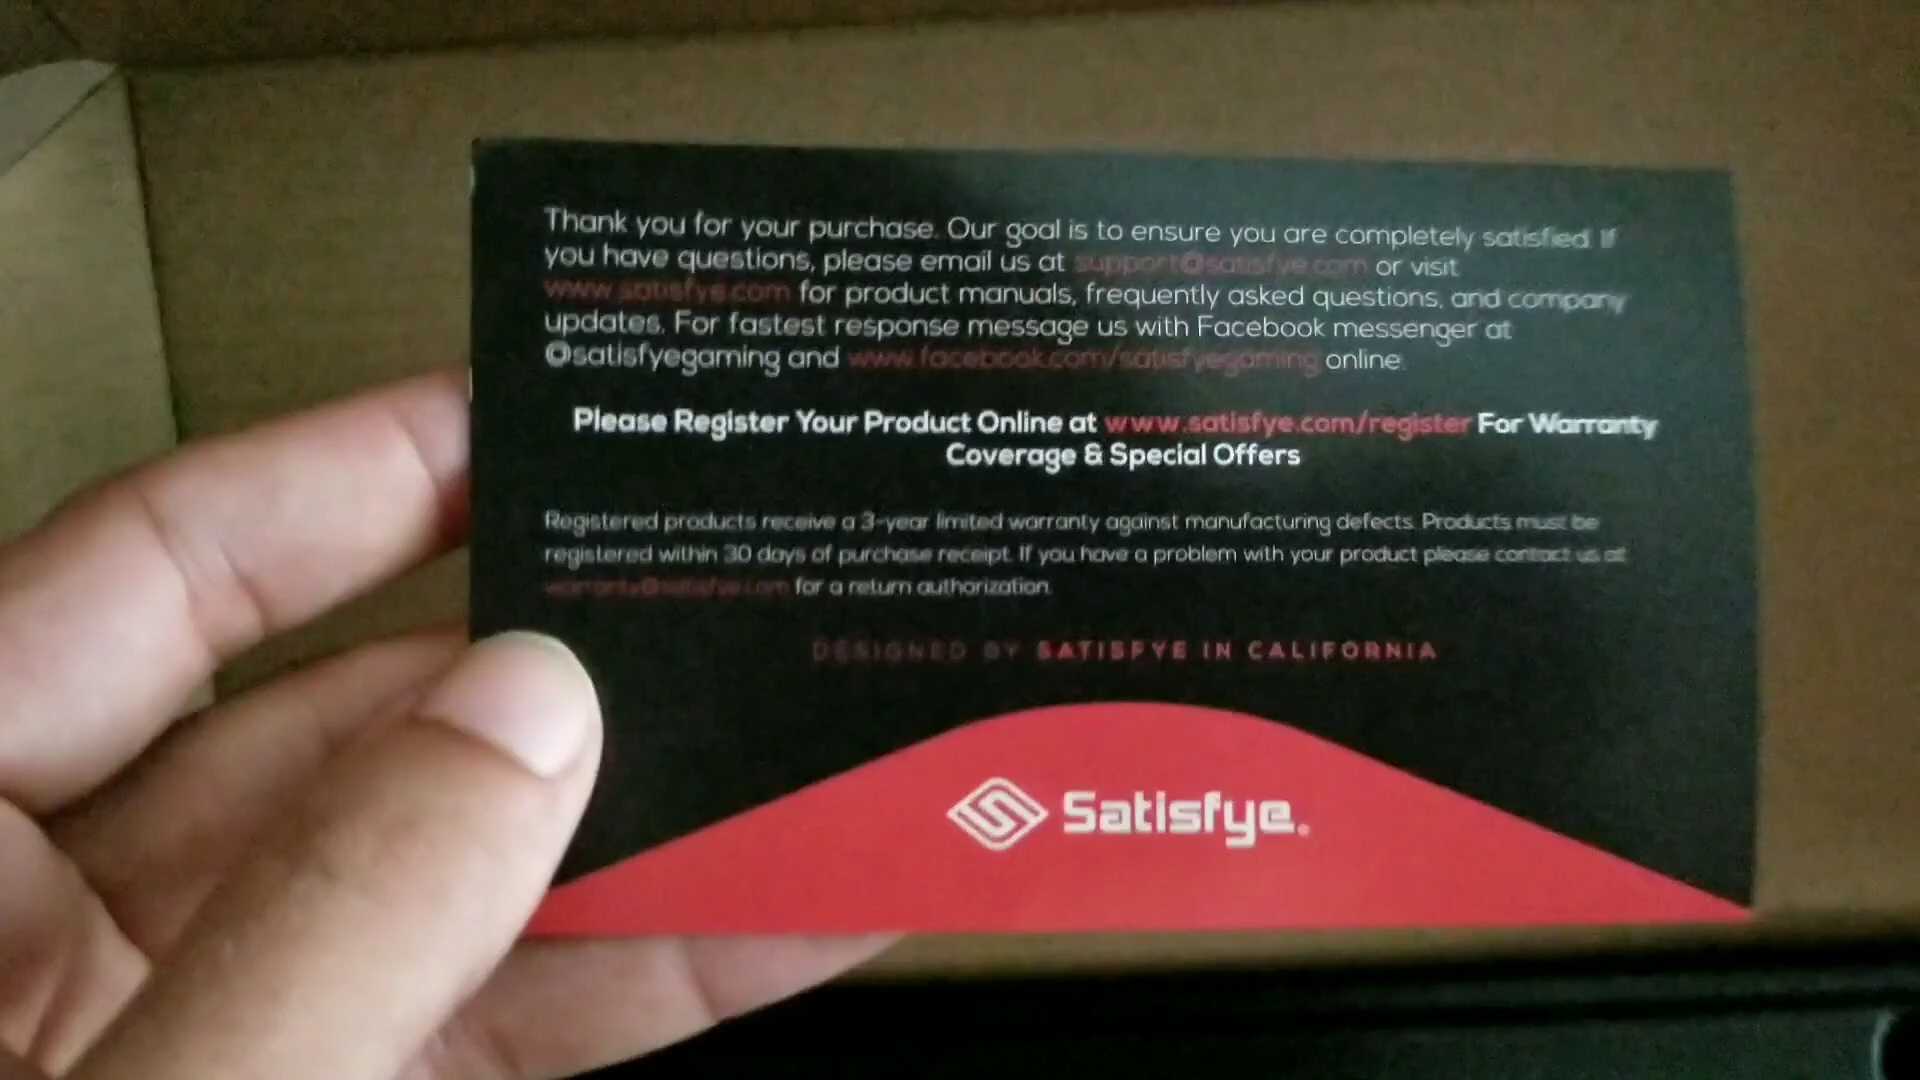 Thank you for your purchase. Our goal is to ensure you are completely satisfied. If
you have questions, please email us at support@satisfye.com or visit
www.satisfye.com for product manuals, frequently asked questions, and company
updates. For fastest response message us with Facebook messenger at
@satisfyegaming and www.facebook.com/satisfyegaming online.
Please Register Your Product Online at www.satisfye.com/register For Warranty
Coverage & Special Offers
Registered products receive a 3-year limited warranty against manufacturing defects. Products must be
registered within 30 days of purchase receipt. If you have a problem with your product please contact us at
warranty@satisfye.com for a return authorization.
DESIGNED BY SATISFYE IN CALIFORNIA
Satisfye®